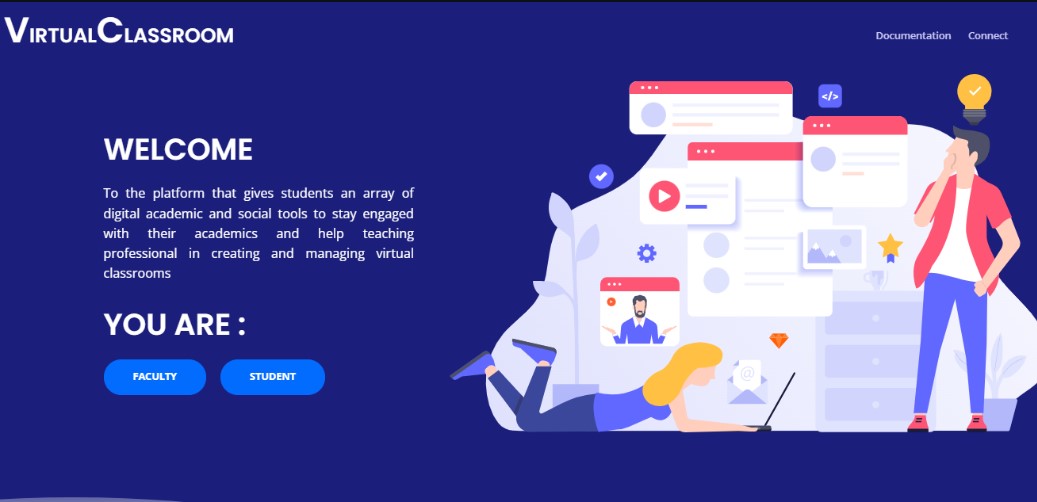 VIRTUALCLASSROOM
Documentation Connect
WELCOME
To the platform that gives students an array of
digital academic and social tools to stay engaged
with their academics and help teaching
professional in creating and managing virtual
classrooms
YOU ARE :
FACULTY STUDENT
</>
@